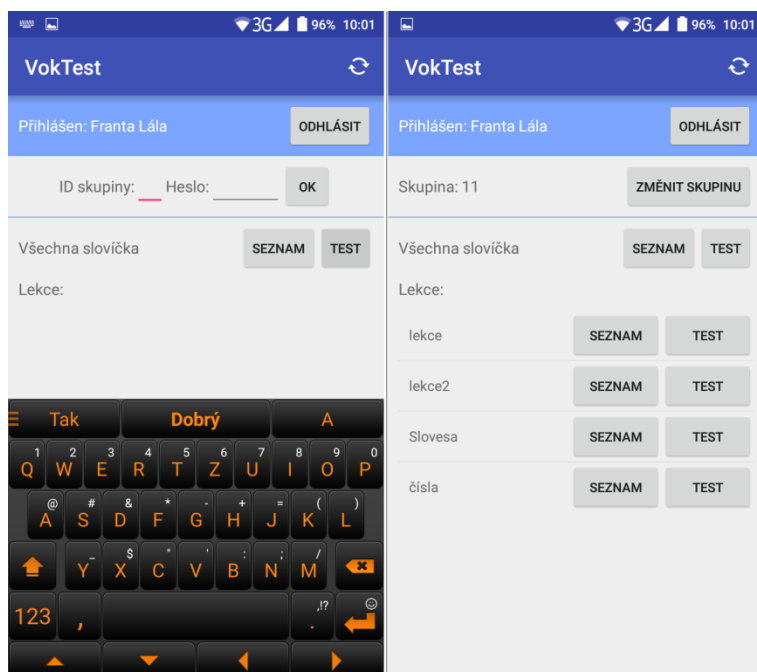 3G 96% 10:01
VokTest
Přihlášen: Franta Lála ODHLÁSIT
ID skupiny: Heslo: OK
Všechna slovíčka SEZNAM TEST
Lekce:
Tak Dobrý A
1 2 3 4 5 6 7 8 9 0
Q W E R T Z U I O P
@ # & * - + = ( )
A S D F G H J K L
_ $ " ' : ; /
Y X C V B N M
123 , .,!?
3G 96% 10:01
VokTest
Přihlášen: Franta Lála ODHLÁSIT
Skupina: 11 ZMĚNIT SKUPINU
Všechna slovíčka SEZNAM TEST
Lekce:
lekce SEZNAM TEST
lekce2 SEZNAM TEST
Slovesa SEZNAM TEST
čísla SEZNAM TEST